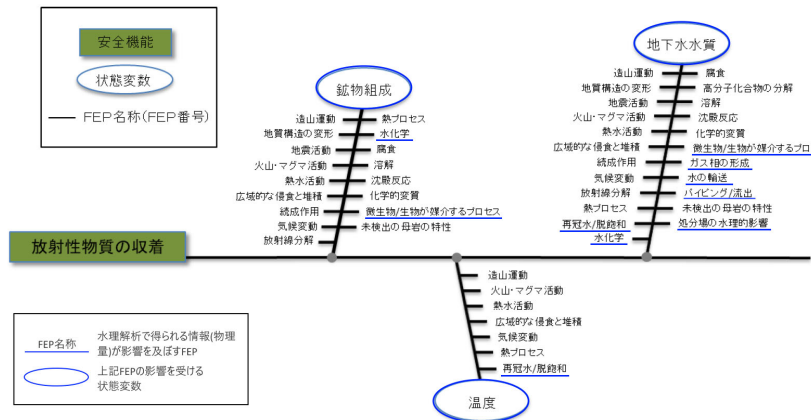 安全機能
状態変数
FEP名称(FEP番号)
鉱物組成
造山運動
熱プロセス
地質構造の変形
水化学
地震活動
腐食
火山・マグマ活動
溶解
熱水活動
沈殿反応
広域的な侵食と堆積
化学的変質
続成作用
微生物/生物が媒介するプロセス
気候変動
未検出の母岩の特性
放射線分解
地下水水質
造山運動
腐食
地質構造の変形
高分子化合物の分解
地震活動
溶解
火山・マグマ活動
沈殿反応
熱水活動
化学的変質
広域的な侵食と堆積
微生物/生物が媒介するプロ
続成作用
ガス相の形成
気候変動
水の輸送
放射線分解
パイピング/流出
熱プロセス
未検出の母岩の特性
再冠水/脱飽和
処分場の水理的影響
水化学
放射性物質の収着
造山運動
火山・マグマ活動
熱水活動
広域的な侵食と堆積
気候変動
熱プロセス
再冠水/脱飽和
温度
FEP名称
水理解析で得られる情報(物理
量)が影響を及ぼすFEP
上記FEPの影響を受ける
状態変数